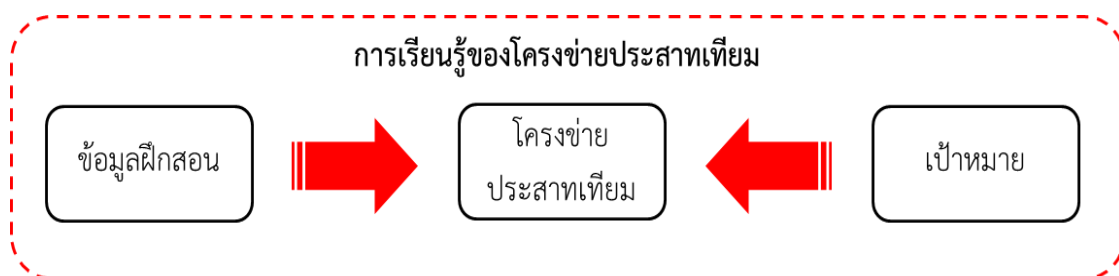 การเรียนรู้ของโครงข่ายประสาทเทียม
ข้อมูลฝึกสอน
โครงข่าย
ประสาทเทียม
เป้าหมาย